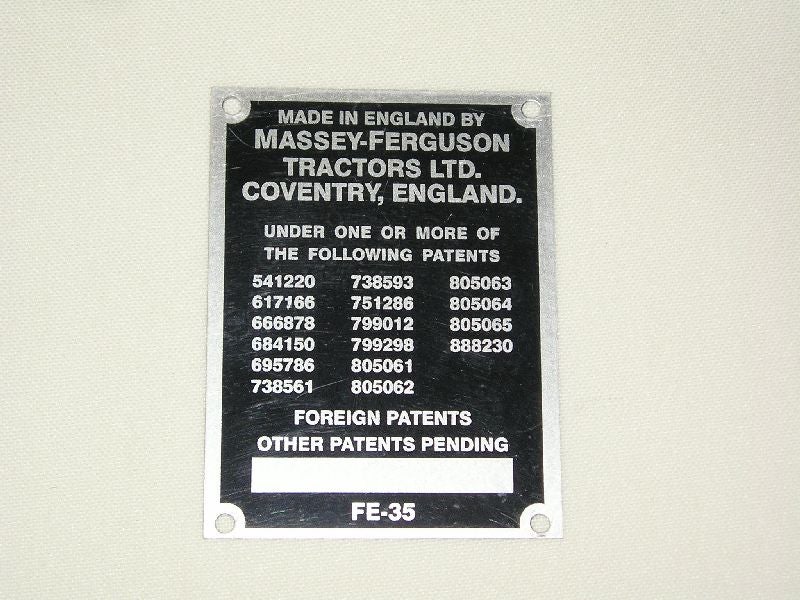 MADE IN ENGLAND BY
MASSEY-FERGUSON
TRACTORS LTD.
COVENTRY, ENGLAND.
UNDER ONE OR MORE OF
THE FOLLOWING PATENTS
541220 738593 805063
617166 751286 805064
666878 799012 805065
684150 799298 888230
695786 805061
738561 805062
FOREIGN PATENTS
OTHER PATENTS PENDING
FE-35